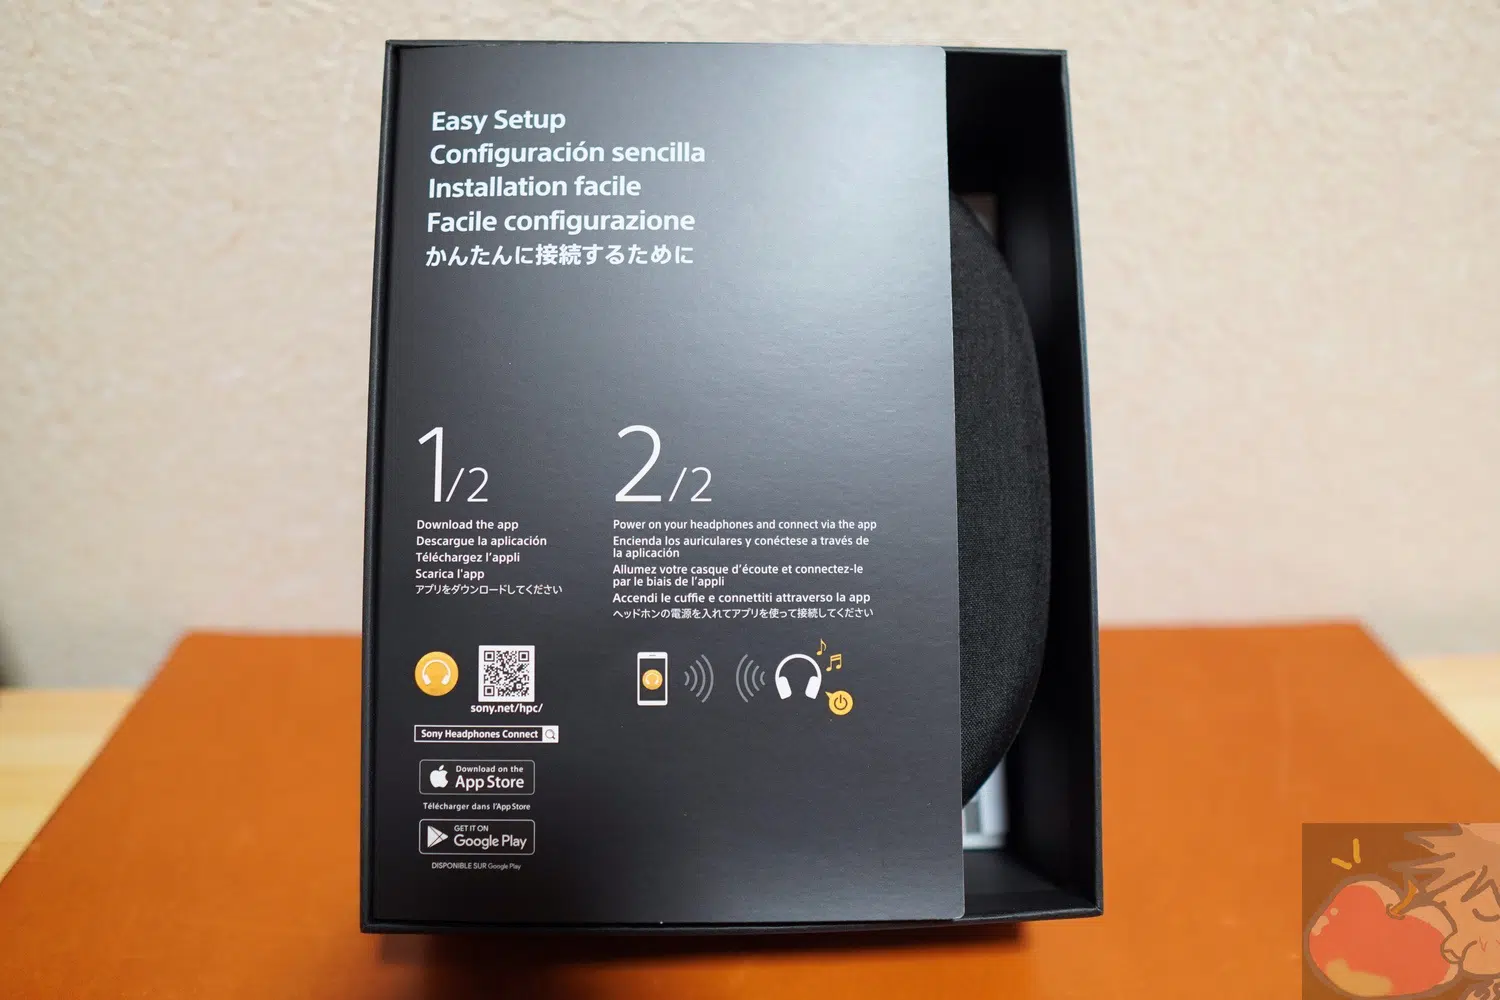 Easy Setup
Configuración sencilla
Installation facile
Facile configurazione
かんたんに接続するために
1/2
Download the app
Descargue la aplicación
Téléchargez l'appli
Scarica l'app
アプリをダウンロードしてください
sony.net/hpc/
Sony Headphones Connect
Download on the
App Store
Télécharger dans l'App Store
GET IT ON
Google Play
DISPONIBLE SUR Google Play
2/2
Power on your headphones and connect via the app
Encienda los auriculares y conéctese a través de
la aplicación
Allumez votre casque d'écoute et connectez-le
par le biais de l'appli
Accendi le cuffie e connettiti attraverso la app
ヘッドホンの電源を入れてアプリを使って接続してください